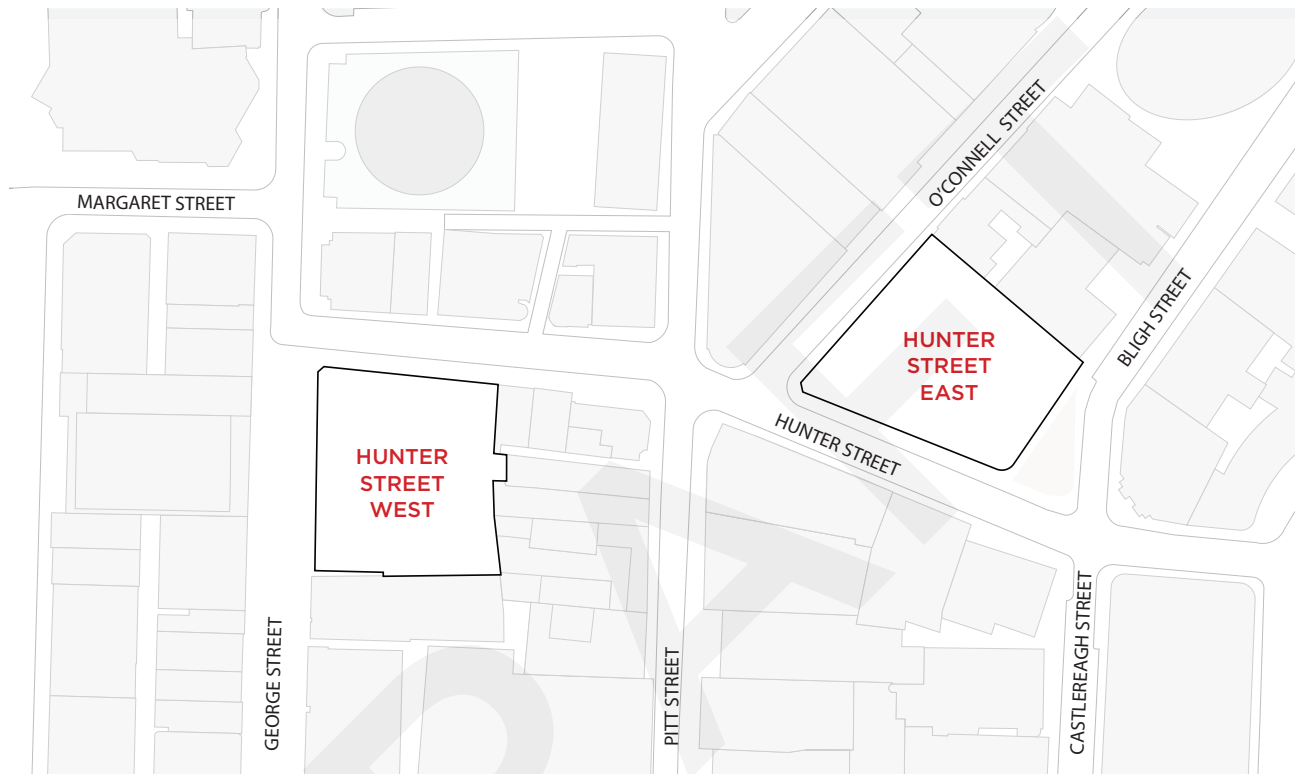 O'CONNELL STREET
MARGARET STREET
BLIGH STREET
HUNTER
STREET
EAST
HUNTER STREET
HUNTER
STREET
WEST
GEORGE STREET
PITT STREET
CASTLEREAGH STREET